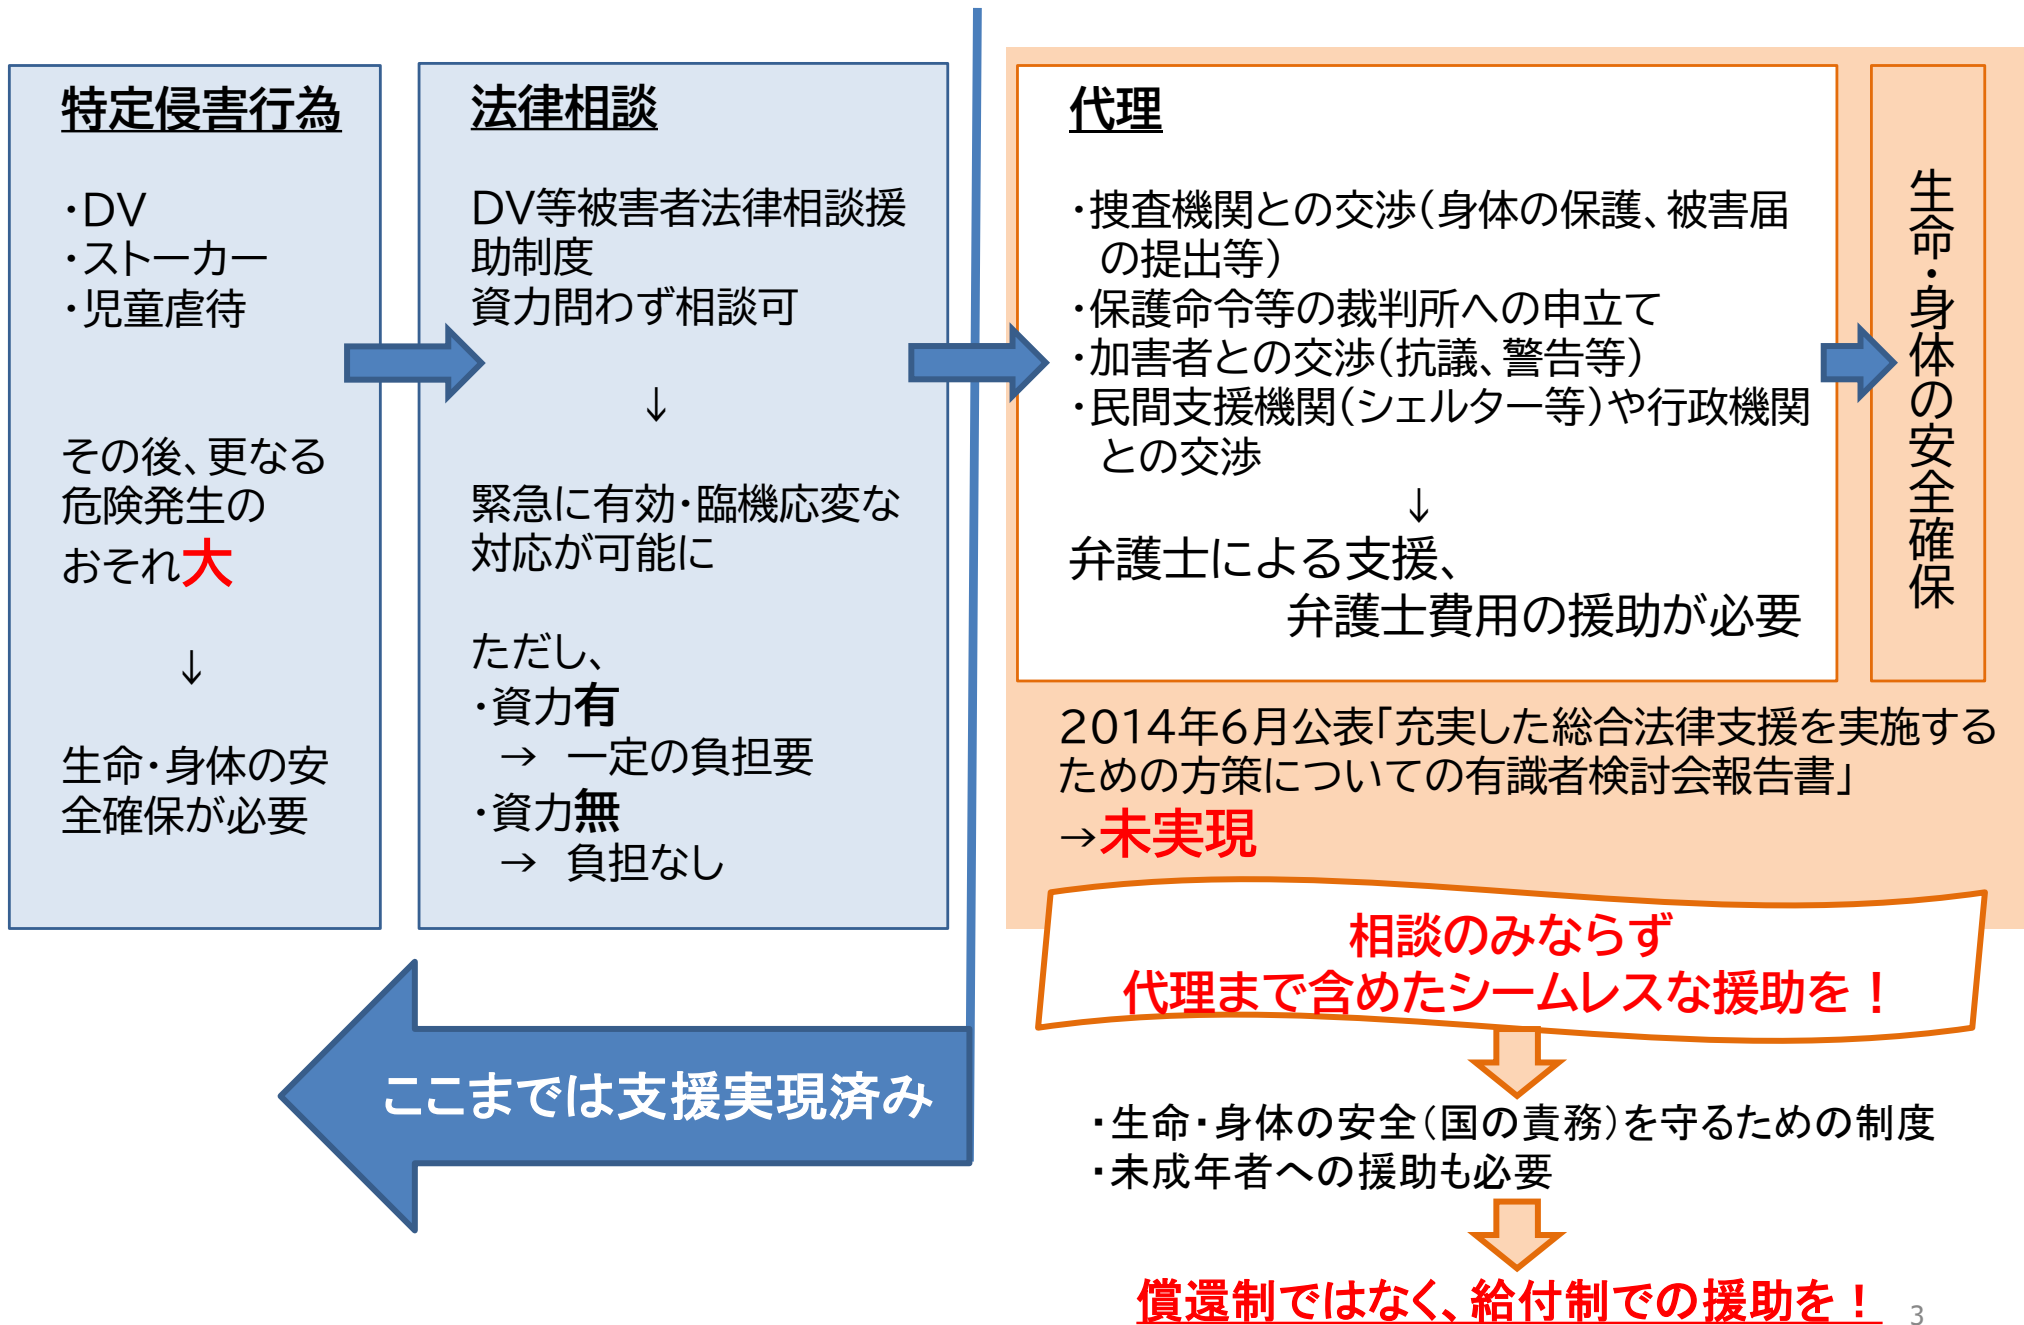 特定侵害行為
・DV
・ストーカー
・児童虐待
その後、更なる
危険発生の
おそれ大
↓
生命・身体の安
全確保が必要
法律相談
DV等被害者法律相談援
助制度
資力問わず相談可
↓
緊急に有効・臨機応変な
対応が可能に
ただし、
・資力有
→ 一定の負担要
・資力無
→ 負担なし
代理
・捜査機関との交渉(身体の保護、被害届
の提出等)
・保護命令等の裁判所への申立て
・加害者との交渉(抗議、警告等)
・民間支援機関(シェルター等)や行政機関
との交渉
↓
弁護士による支援、
弁護士費用の援助が必要
生命・身体の安全確保
2014年6月公表「充実した総合法律支援を実施する
ための方策についての有識者検討会報告書」
→未実現
相談のみならず
代理まで含めたシームレスな援助を！
ここまでは支援実現済み
・生命・身体の安全(国の責務)を守るための制度
・未成年者への援助も必要
償還制ではなく、給付制での援助を！
3